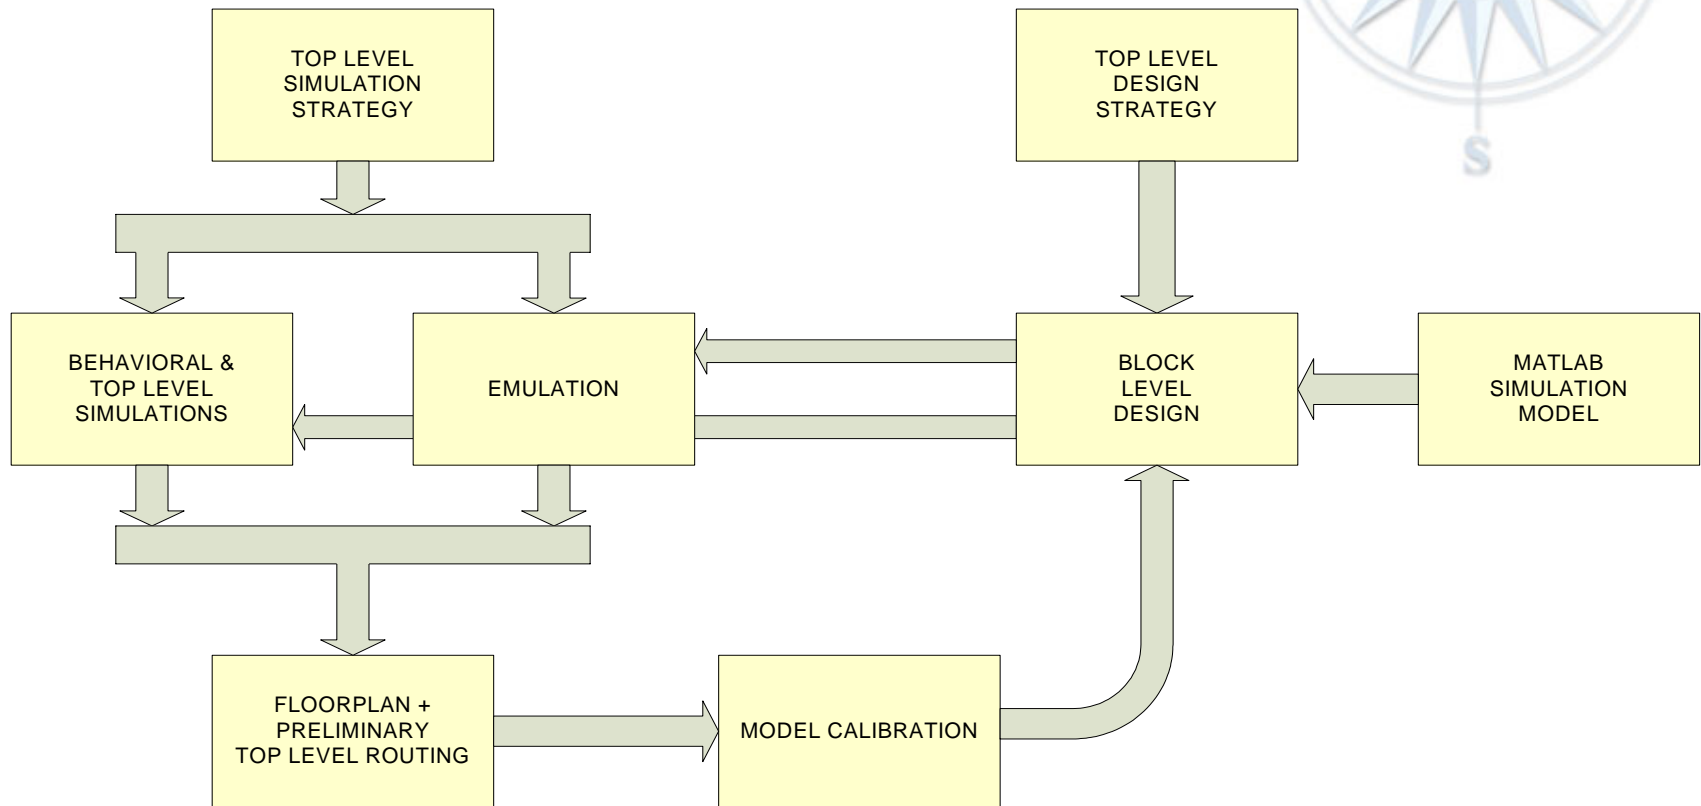 TOP LEVEL
SIMULATION
STRATEGY
TOP LEVEL
DESIGN
STRATEGY
S
BEHAVIORAL &
TOP LEVEL
SIMULATIONS
EMULATION
BLOCK
LEVEL
DESIGN
MATLAB
SIMULATION
MODEL
FLOORPLAN +
PRELIMINARY
TOP LEVEL ROUTING
MODEL CALIBRATION